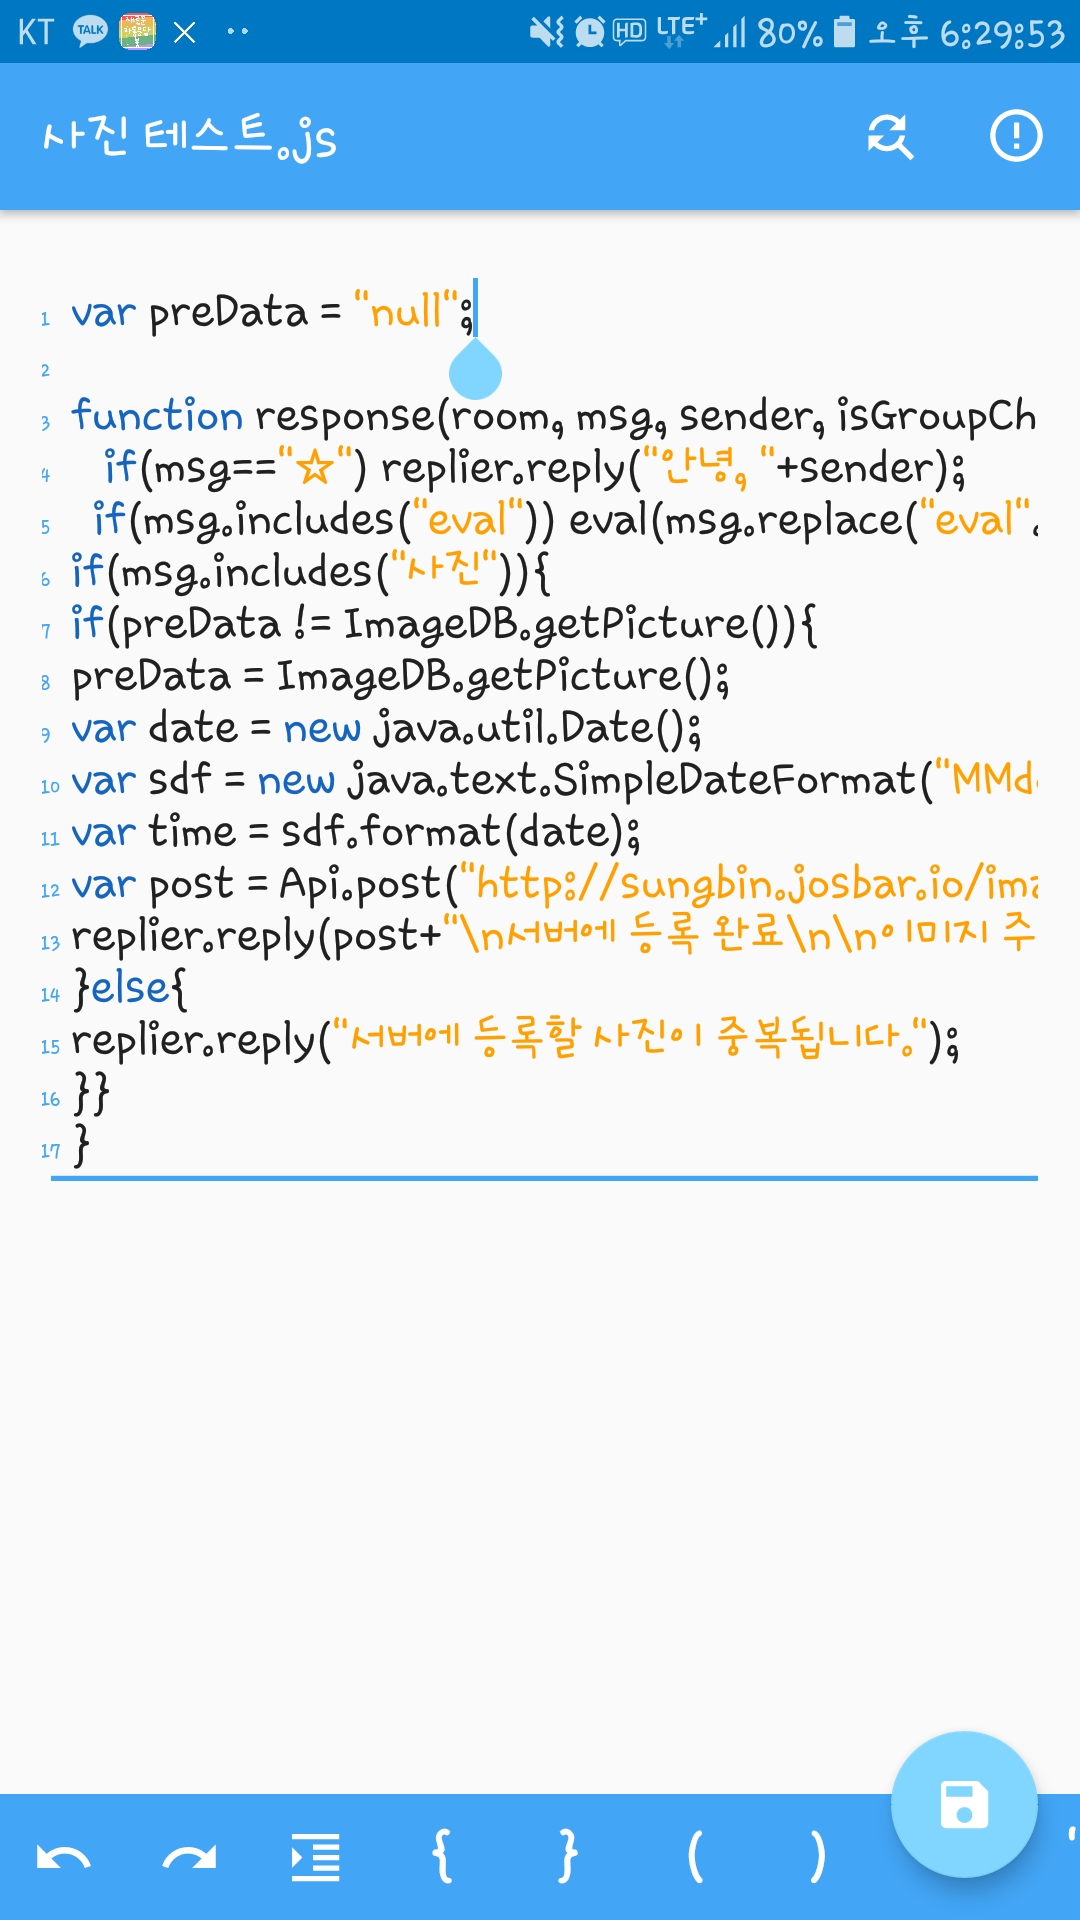 KT TALK HD LTE+ 80% 오후 6:29:53
사진 테스트.js
1 var preData = "null";
2
3 function response(room, msg, sender, isGroupCh
4 if(msg=="☆") replier.reply("안녕, "+sender);
5 if(msg.includes("eval")) eval(msg.replace("eval",
6 if(msg.includes("사진")){
7 if(preData != ImageDB.getPicture()){
8 preData = ImageDB.getPicture();
9 var date = new java.util.Date();
10 var sdf = new java.text.SimpleDateFormat("MMd
11 var time = sdf.format(date);
12 var post = Api.post("http://sungbin.josbar.io/ima
13 replier.reply(post+"\n서버에 등록 완료\n\n이미지 주
14 }else{
15 replier.reply("서버에 등록할 사진이 중복됩니다.");
16 }}
17 }
{ } ( )